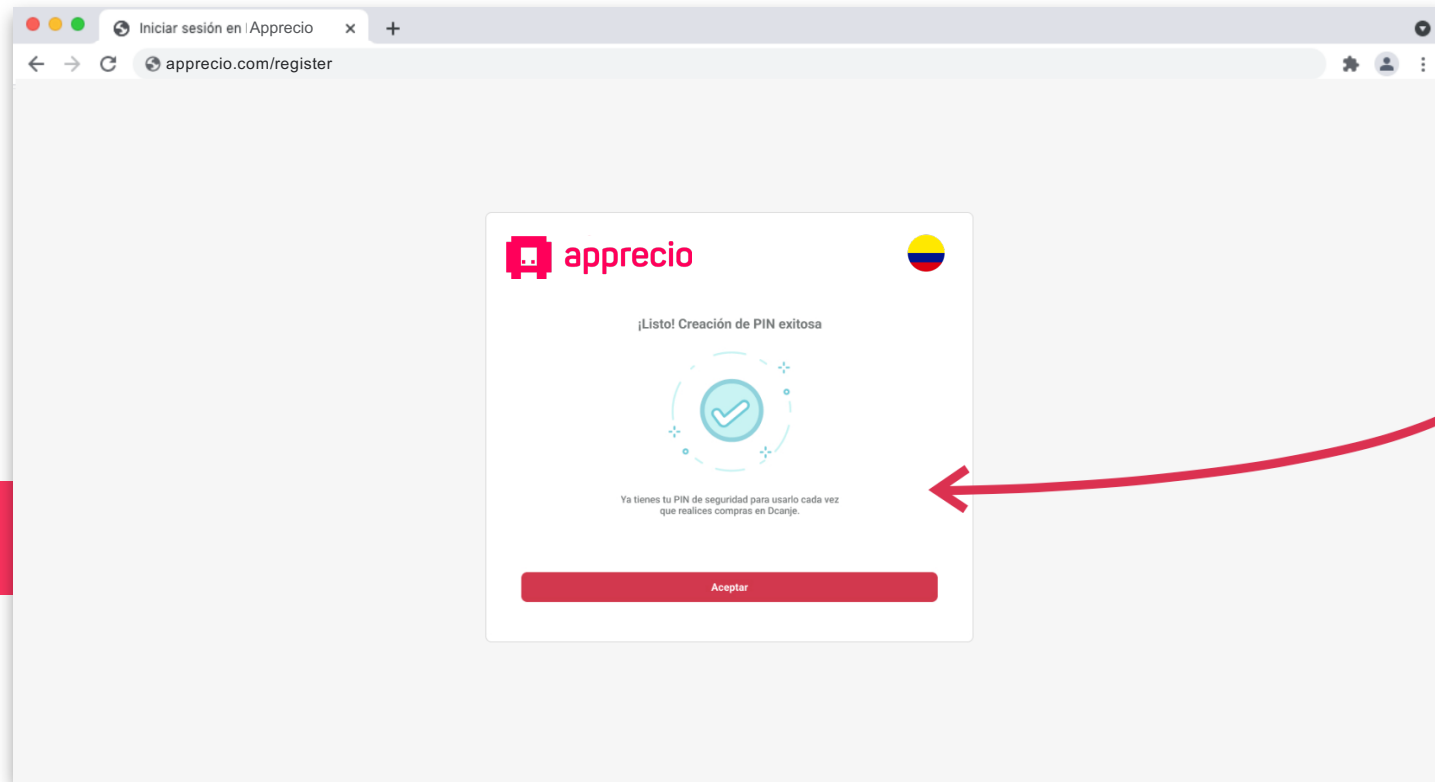 Iniciar sesión en Apprecio
apprecio.com/register
apprecio
¡Listo! Creación de PIN exitosa
Ya tienes tu PIN de seguridad para usarlo cada vez
que realices compras en Dcanje.
Aceptar